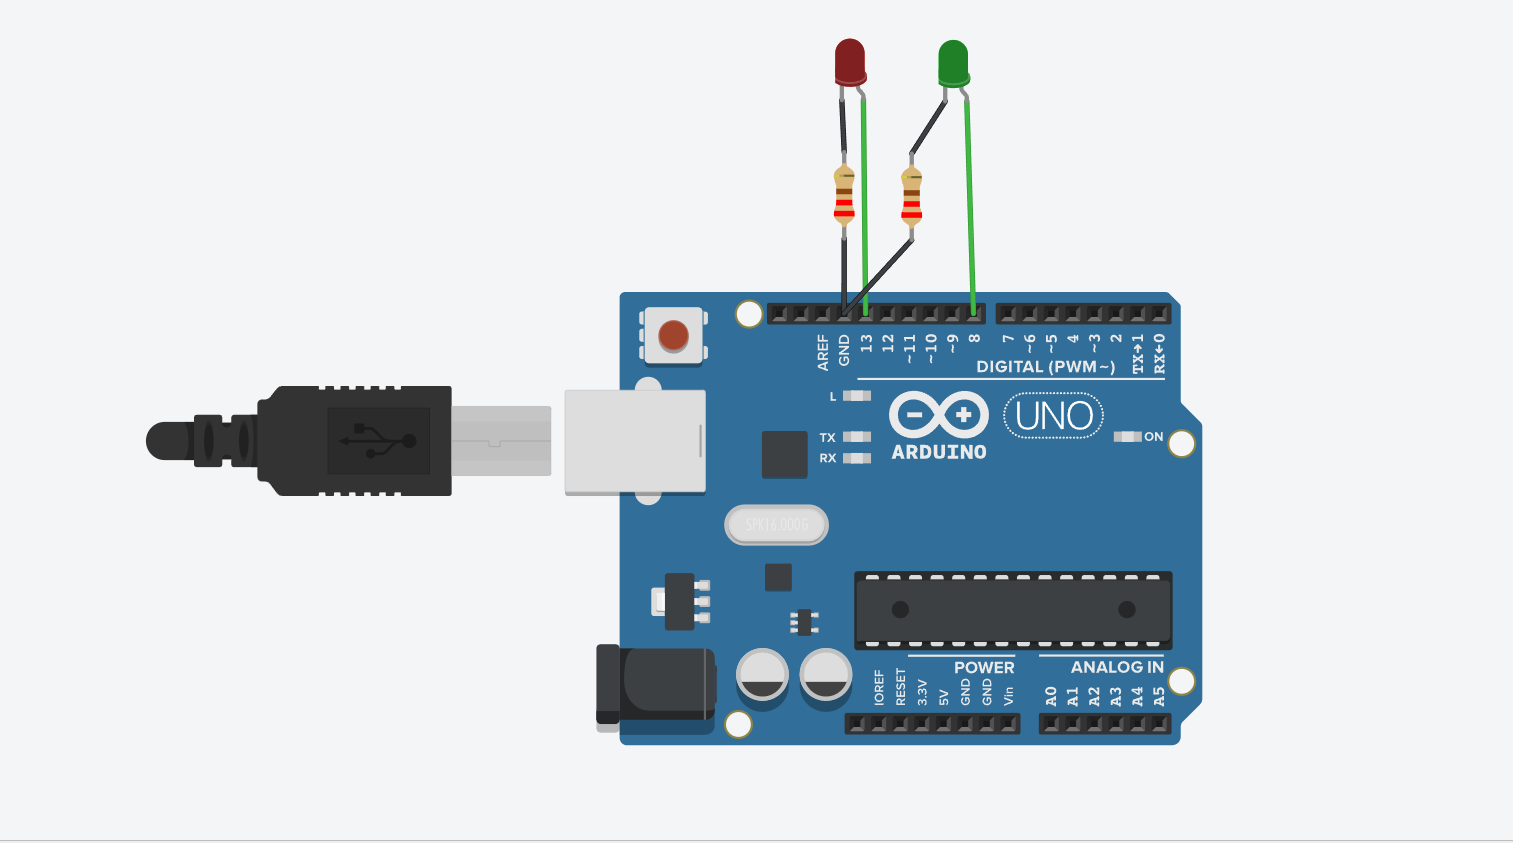 AREF
GND
13
12
~11
~10
~9
8
7
~6
~5
4
~3
2
TX→1
RX←0
DIGITAL (PWM~)
L
UNO
TX
ON
RX
ARDUINO
SPK16.000G
POWER
ANALOG IN
IOREF
RESET
3.3V
5V
GND
GND
Vin
A0
A1
A2
A3
A4
A5